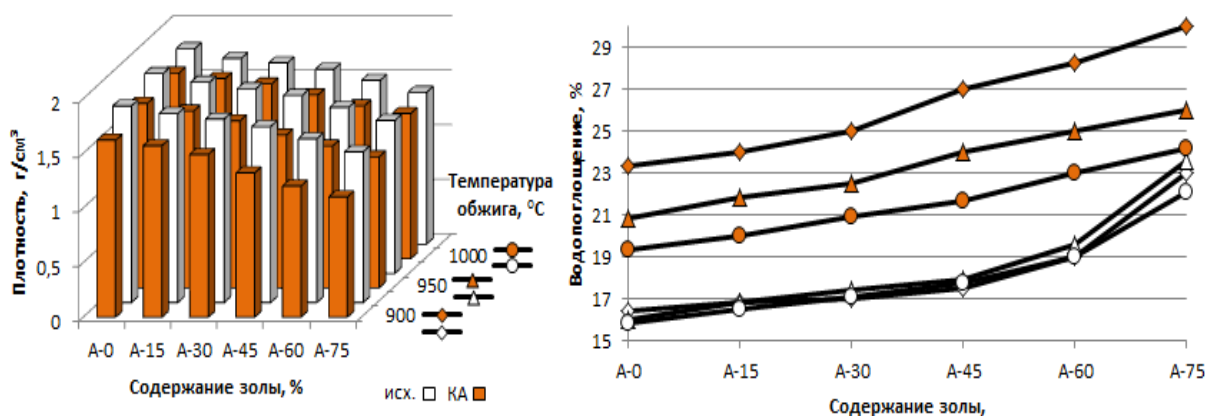 2
1,5
1
0,5
0
Плотность, г/см³
А-0 А-15 А-30 А-45 А-60 А-75
Содержание золы, %
исх. КА
Температура
обжига, ⁰С
1000
950
900
29
27
25
23
21
19
17
15
Водопоглощение, %
А-0 А-15 А-30 А-45 А-60 А-75
Содержание золы,